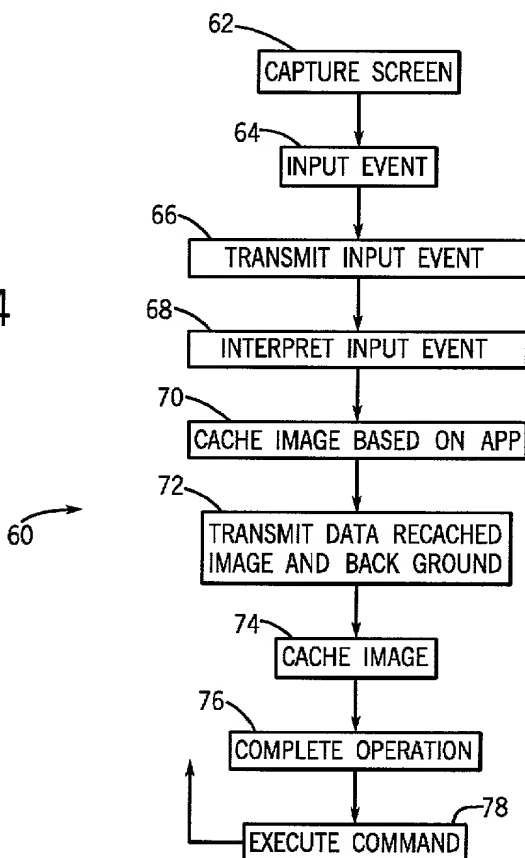 62
CAPTURE SCREEN
64
INPUT EVENT
66
TRANSMIT INPUT EVENT
4
68
INTERPRET INPUT EVENT
70
CACHE IMAGE BASED ON APP
72
TRANSMIT DATA RECACHED
IMAGE AND BACK GROUND
60
74
CACHE IMAGE
76
COMPLETE OPERATION
78
EXECUTE COMMAND